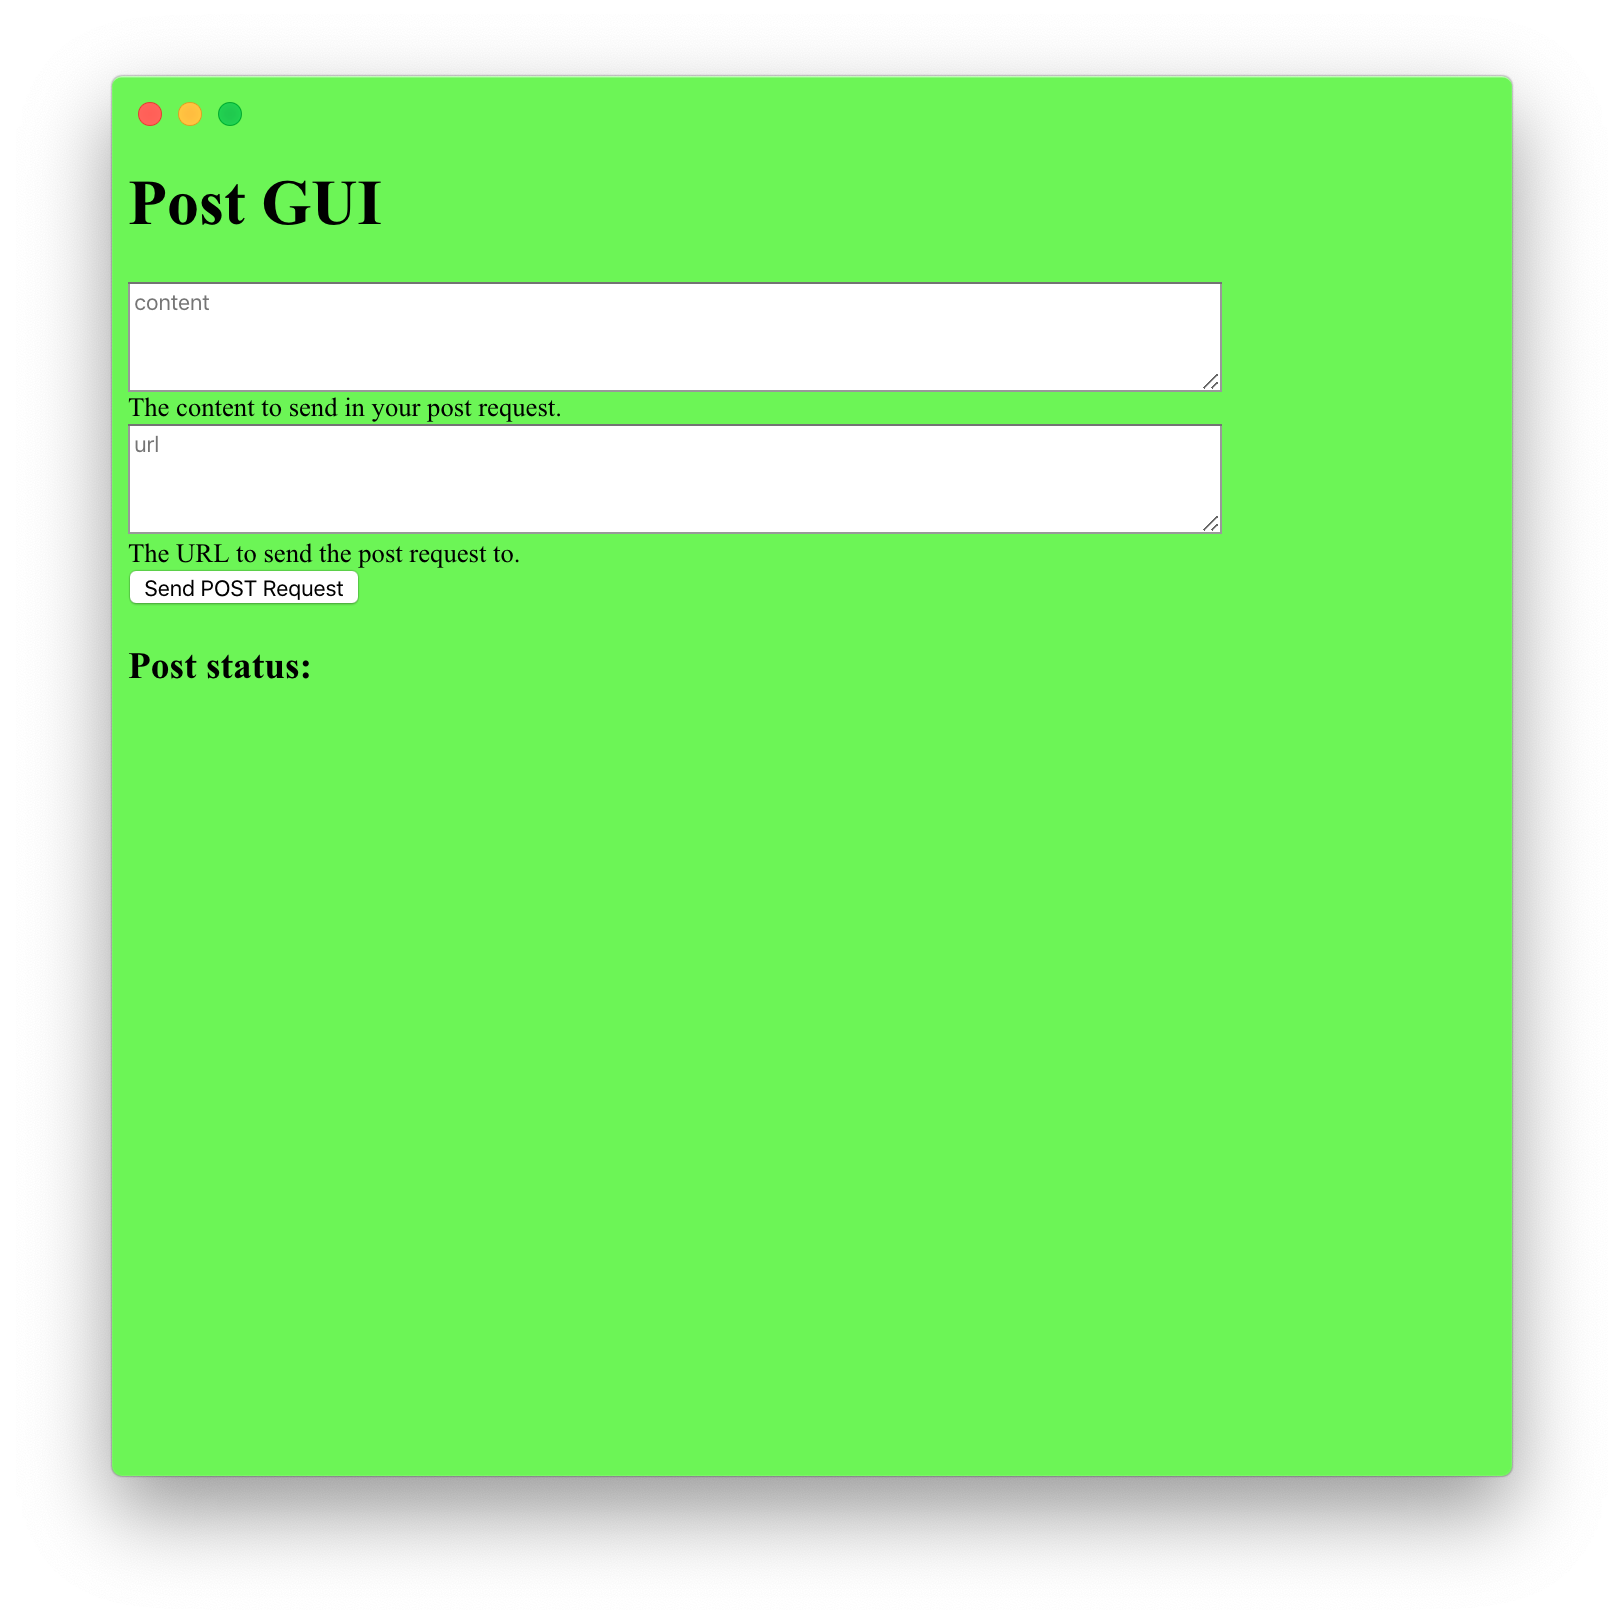 Post GUI
content
The content to send in your post request.
url
The URL to send the post request to.
Send POST Request
Post status: